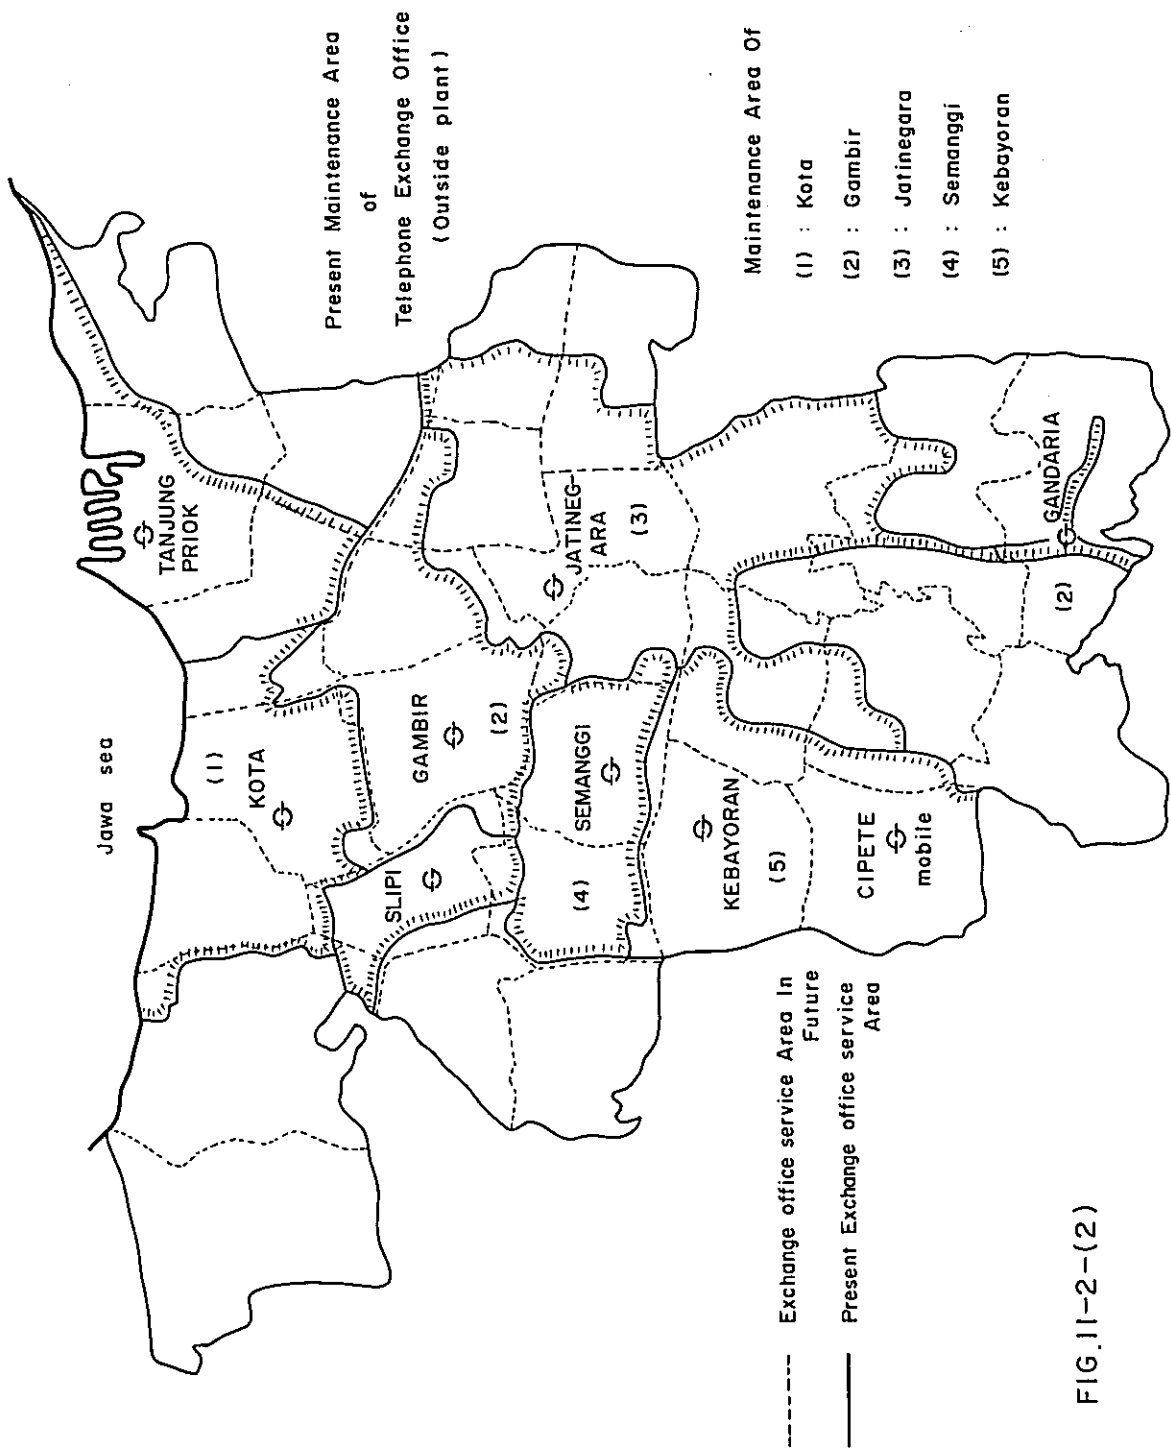 Jawa sea
TANJUNG
PRIOK
(1)
KOTA
SLIPI
GAMBIR
(2)
JATINEG-
ARA
(3)
SEMANGGI
(4)
KEBAYORAN
(5)
CIPETE
mobile
GANDARIA
(2)
Present Maintenance Area
of
Telephone Exchange Office
(Outside plant)
Maintenance Area Of
(1) : Kota
(2) : Gambir
(3) : Jatinegara
(4) : Semanggi
(5) : Kebayoran
Exchange office service Area In
Future
Present Exchange office service
Area
FIG.11-2-(2)